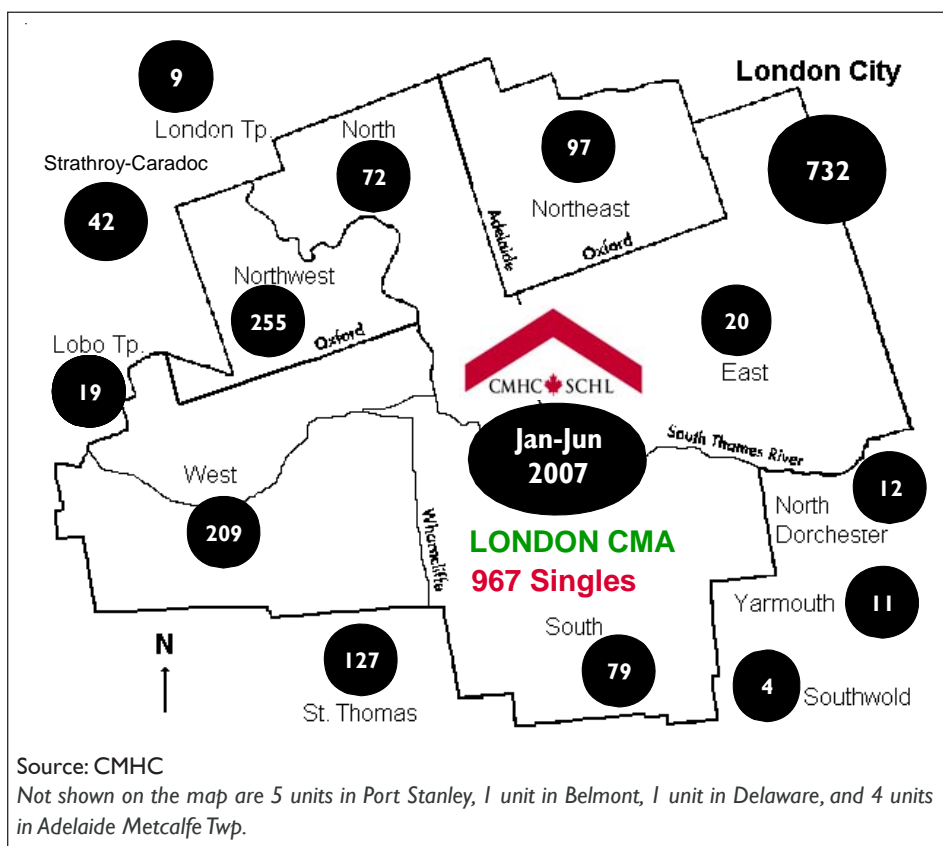 London City
9
London Tp.
North
72
97
Northeast
732
Strathroy-Caradoc
42
Adelaide
Oxford
Northwest
255
Oxford
20
East
Lobo Tp.
19
CMHC SCHL
Jan-Jun
2007
South Thames River
West
209
Wharncliffe
12
North
Dorchester
LONDON CMA
967 Singles
Yarmouth
11
N
127
St. Thomas
South
79
4
Southwold
Source: CMHC
Not shown on the map are 5 units in Port Stanley, 1 unit in Belmont, 1 unit in Delaware, and 4 units
in Adelaide Metcalfe Twp.